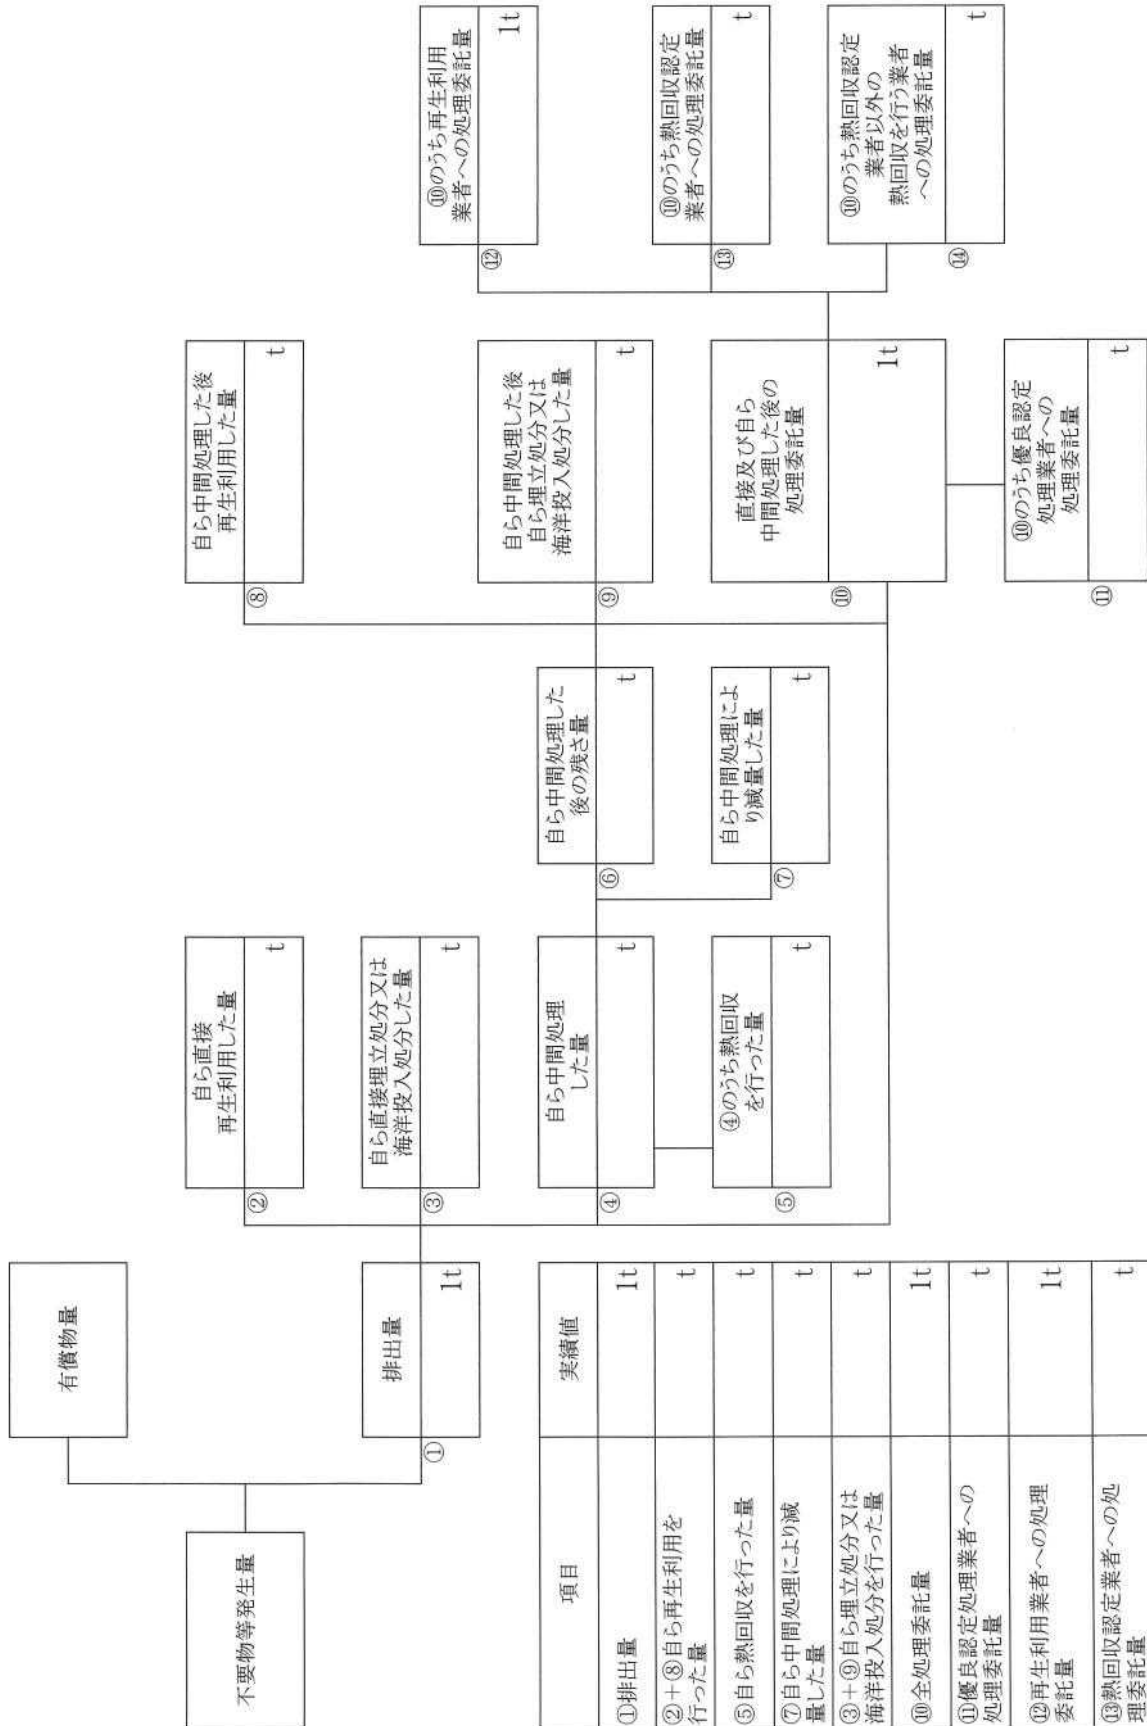 不要物等発生量
有償物量
排出量
①
1t
自ら直接
再生利用した量
②
t
自ら直接埋立処分又は
海洋投入処分した量
③
t
自ら中間処理
した量
④
t
④のうち熱回収
を行った量
⑤
t
自ら中間処理した
後の残さ量
⑥
t
自ら中間処理によ
り減量した量
⑦
t
自ら中間処理した後
再生利用した量
⑧
t
自ら中間処理した後
自ら埋立処分又は
海洋投入処分した量
⑨
t
直接及び自ら
中間処理した後の
処理委託量
⑩
1t
⑩のうち優良認定
処理業者への
処理委託量
⑪
t
⑩のうち再生利用
業者への処理委託量
⑫
1t
⑩のうち熱回収認定
業者への処理委託量
⑬
t
⑩のうち熱回収認定
業者以外の
熱回収を行う業者
への処理委託量
⑭
t
項目 実績値
①排出量 1t
②+⑧自ら再生利用を
行った量 t
⑤自ら熱回収を行った量 t
⑦自ら中間処理により減
量した量 t
③+⑨自ら埋立処分又は
海洋投入処分を行った量 t
⑩全処理委託量 1t
⑪優良認定処理業者への
処理委託量 t
⑫再生利用業者への処理
委託量 1t
⑬熱回収認定業者への処
理委託量 t